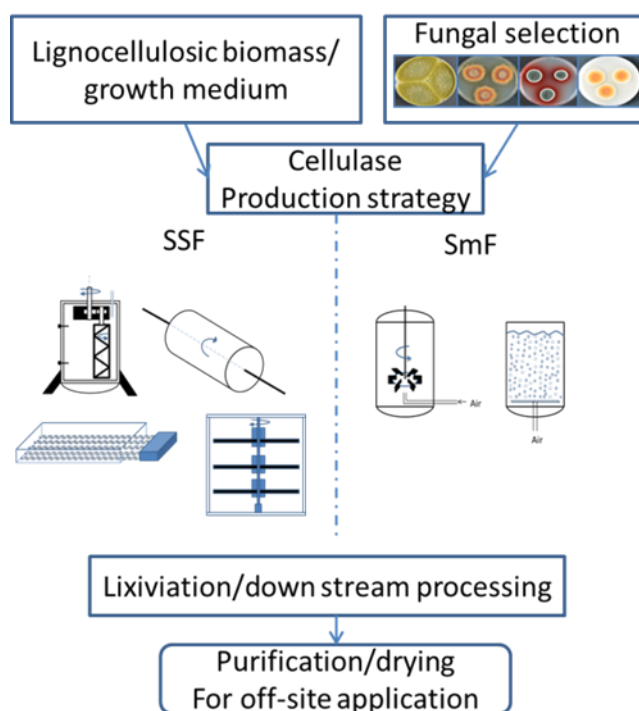 Lignocellulosic biomass/
growth medium
Fungal selection
Cellulase
Production strategy
SSF
SmF
Air
Air
Lixiviation/down stream processing
Purification/drying
For off-site application